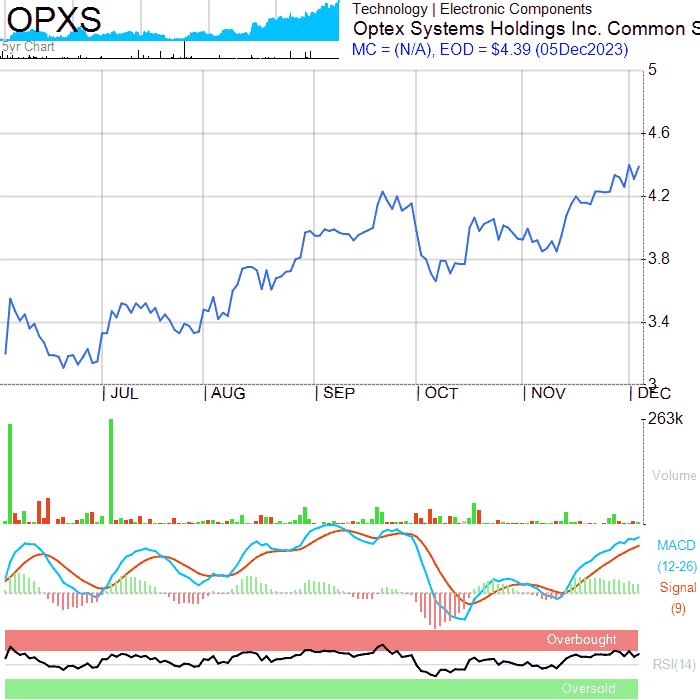 OPXS
5yr Chart
Technology | Electronic Components
Optex Systems Holdings Inc. Common S
MC = (N/A), EOD = $4.39 (05Dec2023)
5
4.6
4.2
3.8
3.4
3
JUL AUG SEP OCT NOV DEC
263k
Volume
MACD
(12-26)
Signal
(9)
Overbought
RSI(14)
Oversold